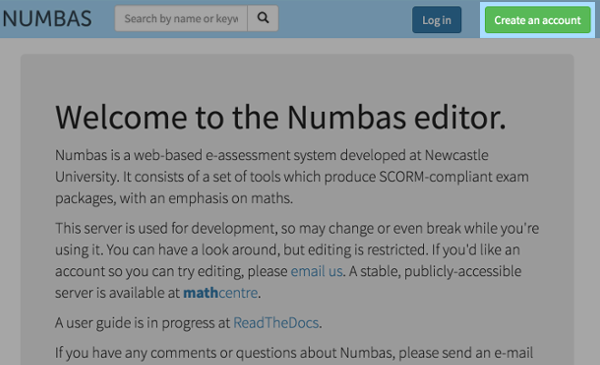 NUMBAS Search by name or keyw Log in Create an account
Welcome to the Numbas editor.
Numbas is a web-based e-assessment system developed at Newcastle
University. It consists of a set of tools which produce SCORM-compliant exam
packages, with an emphasis on maths.
This server is used for development, so may change or even break while you're
using it. You can have a look around, but editing is restricted. If you'd like an
account so you can try editing, please email us. A stable, publicly-accessible
server is available at mathcentre.
A user guide is in progress at ReadTheDocs.
If you have any comments or questions about Numbas, please send an e-mail